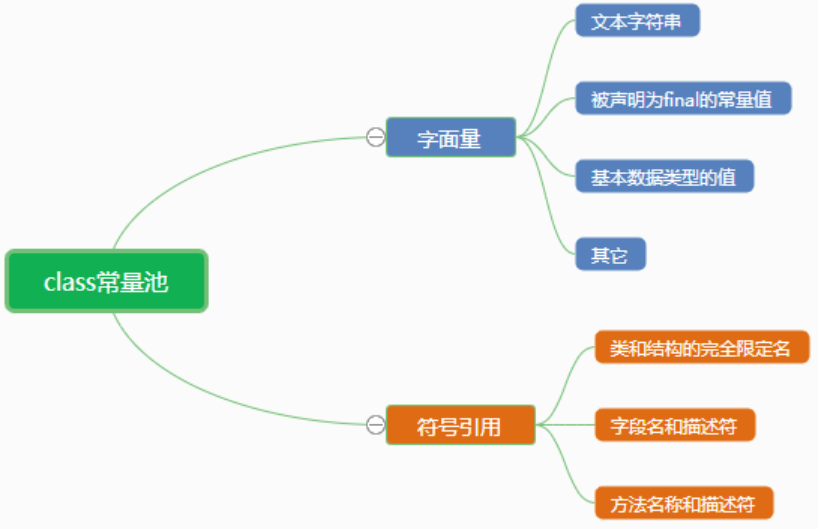 class常量池
字面量
文本字符串
被声明为final的常量值
基本数据类型的值
其它
符号引用
类和结构的完全限定名
字段名和描述符
方法名称和描述符